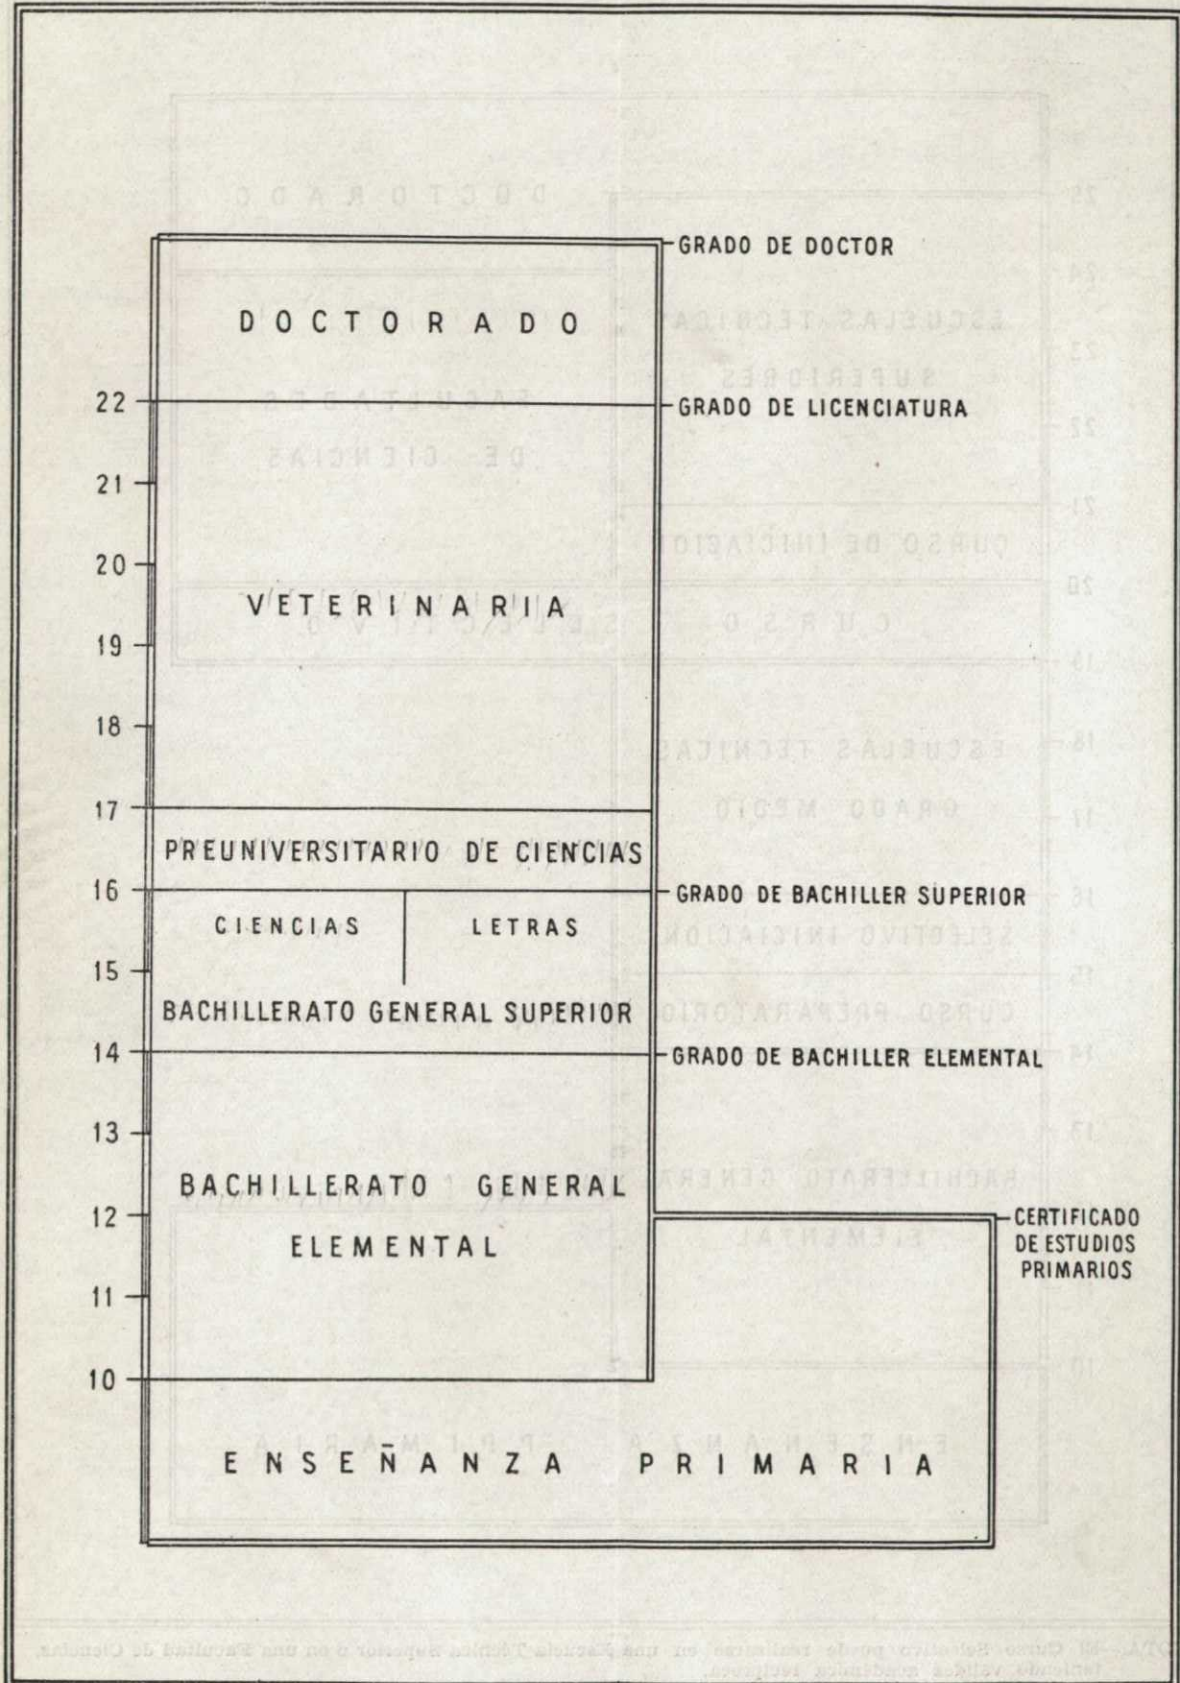 GRADO DE DOCTOR
DOCTORADO
22
GRADO DE LICENCIATURA
21
20
VETERINARIA
19
18
17
PREUNIVERSITARIO DE CIENCIAS
16
GRADO DE BACHILLER SUPERIOR
CIENCIAS LETRAS
15
BACHILLERATO GENERAL SUPERIOR
14
GRADO DE BACHILLER ELEMENTAL
13
BACHILLERATO GENERAL
12
ELEMENTAL
CERTIFICADO
DE ESTUDIOS
PRIMARIOS
11
10
ENSEÑANZA PRIMARIA